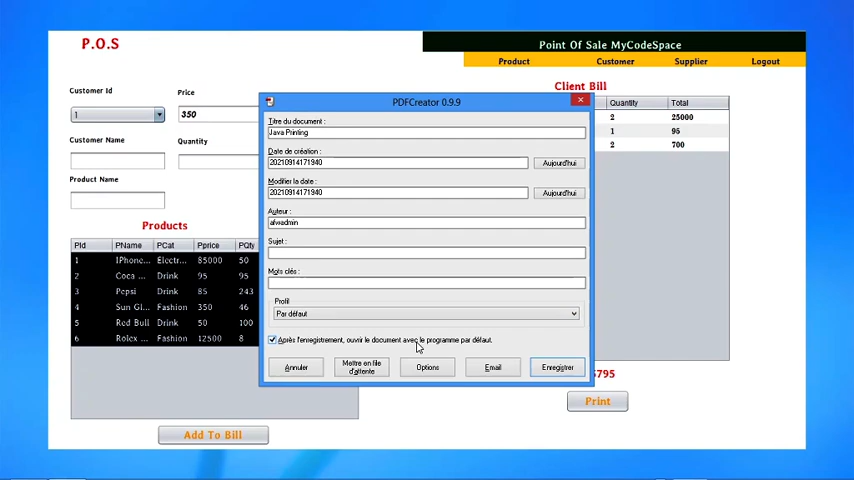 P.O.S
Point Of Sale MyCodeSpace
Product Customer Supplier Logout
Customer Id
Price
1
350
Customer Name
Quantity
Product Name
Products
PId PName PCat Pprice PQty
1 IPhone... Electr... 85000 50
2 Coca ... Drink 95 95
3 Pepsi Drink 85 243
4 Sun Gl... Fashion 350 46
5 Red Bull Drink 50 100
6 Rolex ... Fashion 12500 8
Add To Bill
Client Bill
Quantity Total
2 25000
1 95
2 700
Print
PDFCreator 0.9.9
Titre du document :
Java Printing
Date de création :
20210914171940
Aujourd'hui
Modifier la date :
20210914171940
Aujourd'hui
Auteur :
Sujet :
Mots clés :
Profil
Par défaut
Après l'enregistrement, ouvrir le document avec le programme par défaut.
Annuler
Mettre en file d'attente
Options
Email
Enregistrer